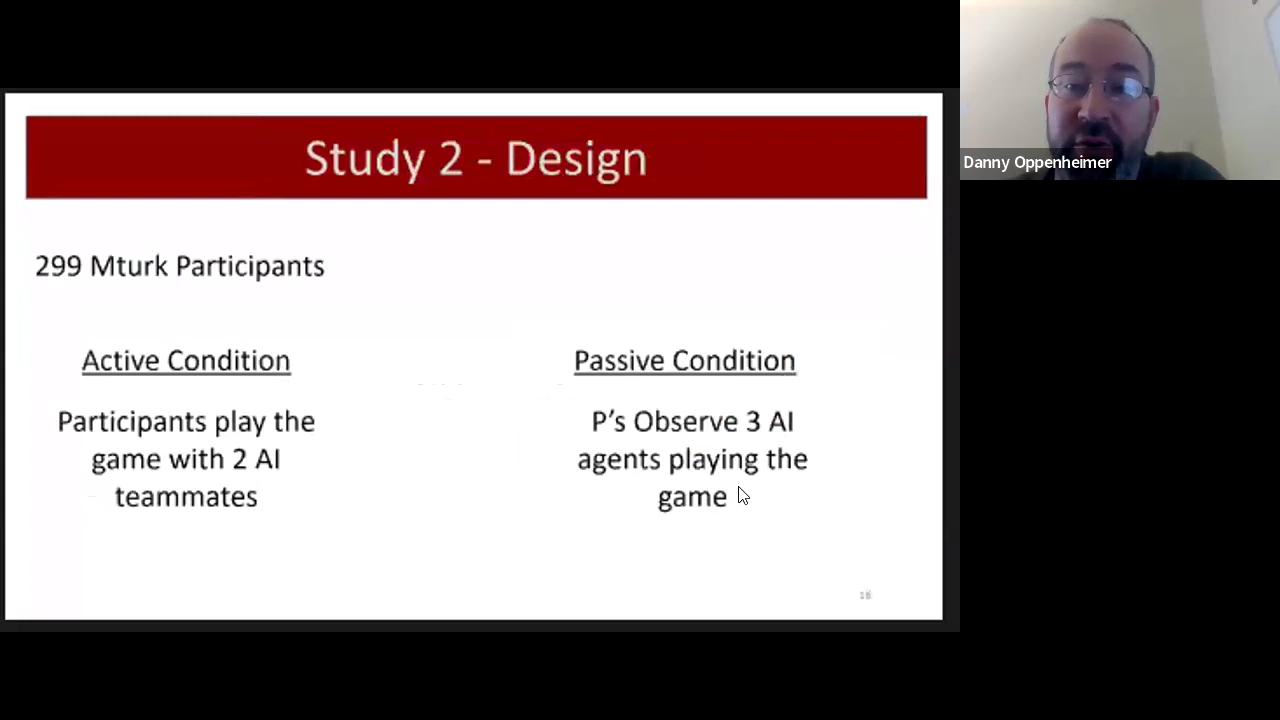 Study 2 - Design
299 Mturk Participants
Active Condition
Participants play the
game with 2 AI
teammates
Passive Condition
P's Observe 3 AI
agents playing the
game
Danny Oppenheimer